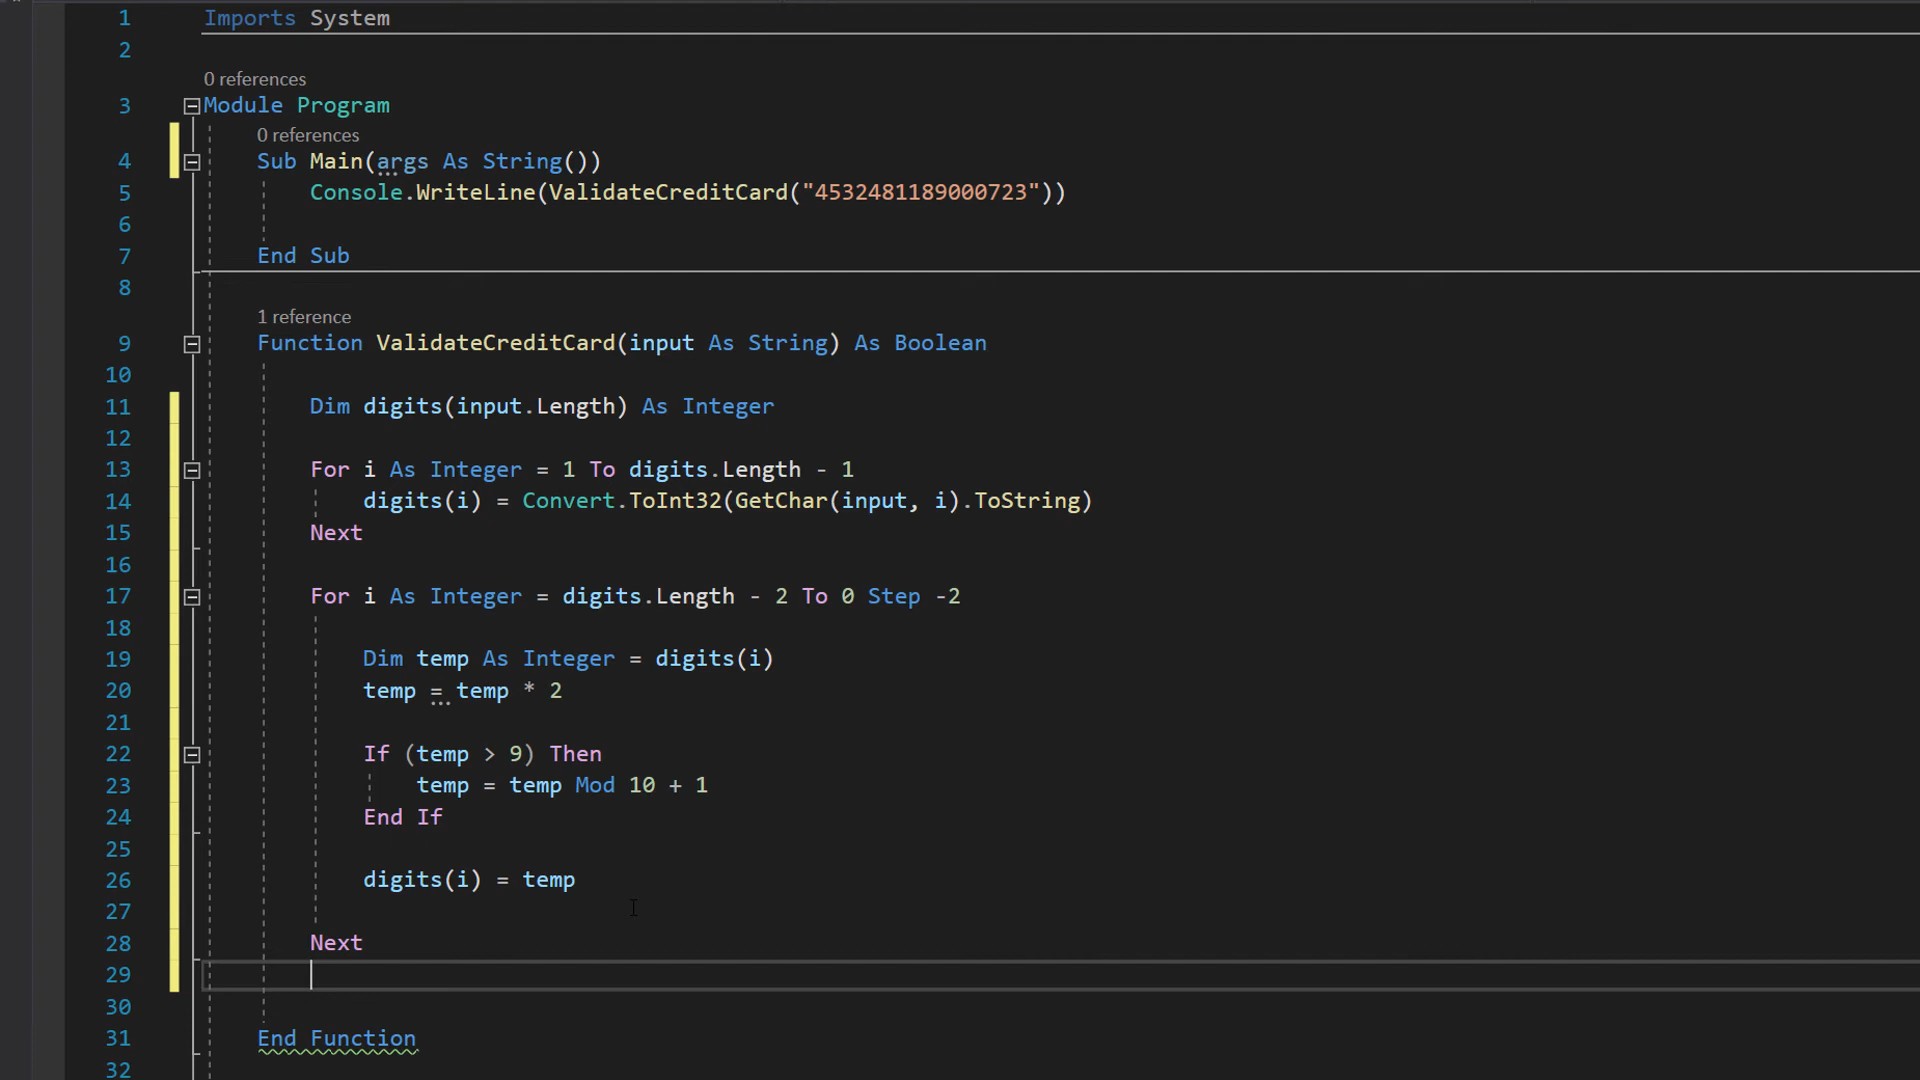 1 Imports System
2
0 references
3 Module Program
0 references
4 Sub Main(args As String())
5 Console.WriteLine(ValidateCreditCard("4532481189000723"))
6
7 End Sub
8
1 reference
9 Function ValidateCreditCard(input As String) As Boolean
10
11 Dim digits(input.Length) As Integer
12
13 For i As Integer = 1 To digits.Length - 1
14 digits(i) = Convert.ToInt32(GetChar(input, i).ToString)
15 Next
16
17 For i As Integer = digits.Length - 2 To 0 Step -2
18
19 Dim temp As Integer = digits(i)
20 temp = temp * 2
21
22 If (temp > 9) Then
23 temp = temp Mod 10 + 1
24 End If
25
26 digits(i) = temp
27
28 Next
29
30
31 End Function
32